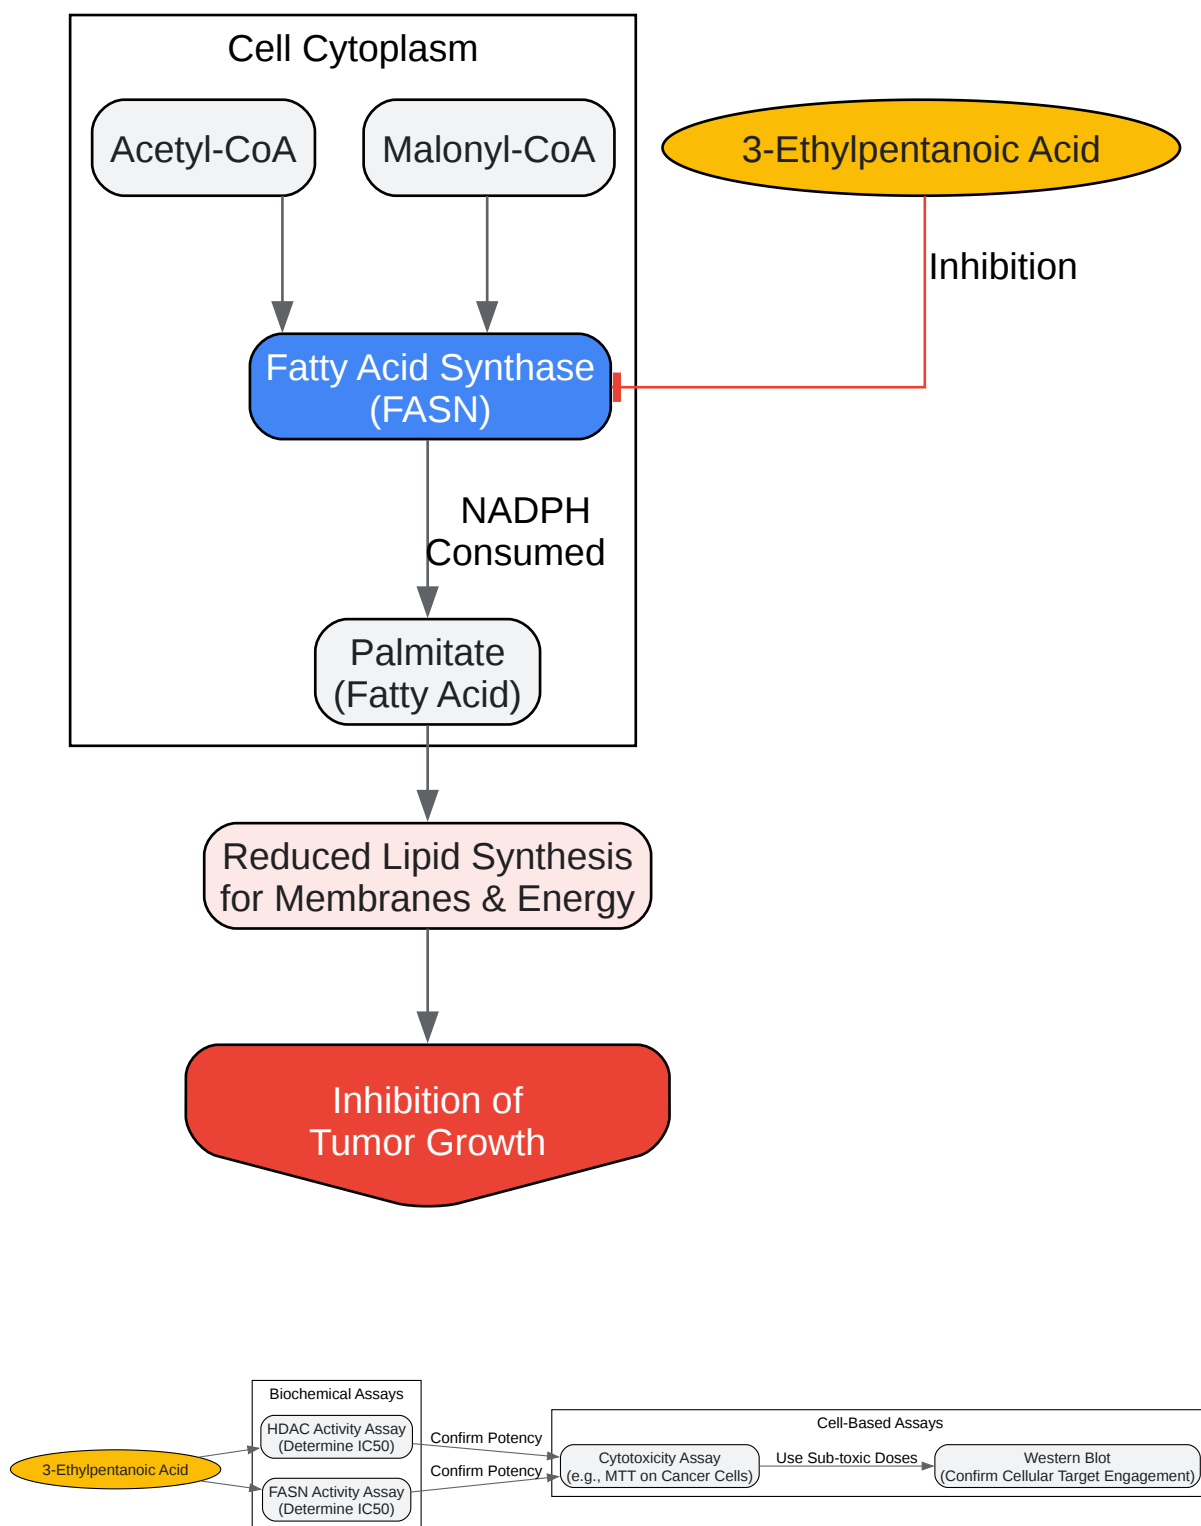 Cell Cytoplasm
Acetyl-CoA
Malonyl-CoA
3-Ethylpentanoic Acid
Inhibition
Fatty Acid Synthase
(FASN)
NADPH
Consumed
Palmitate
(Fatty Acid)
Reduced Lipid Synthesis
for Membranes & Energy
Inhibition of
Tumor Growth
3-Ethylpentanoic Acid
Biochemical Assays
HDAC Activity Assay
(Determine IC50)
FASN Activity Assay
(Determine IC50)
Confirm Potency
Confirm Potency
Cell-Based Assays
Cytotoxicity Assay
(e.g., MTT on Cancer Cells)
Use Sub-toxic Doses
Western Blot
(Confirm Cellular Target Engagement)